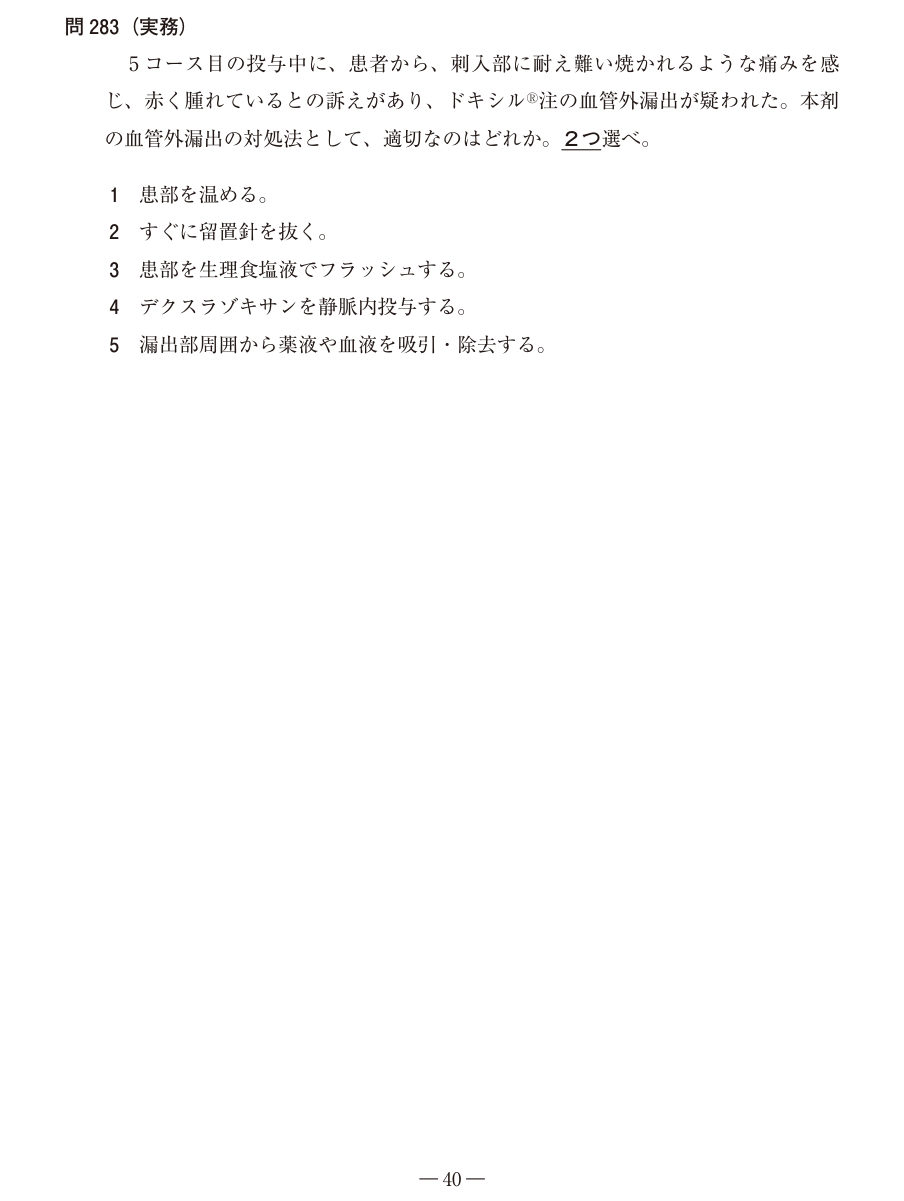 問 283（実務）
５コース目の投与中に、患者から、刺入部に耐え難い焼かれるような痛みを感
じ、赤く腫れているとの訴えがあり、ドキシル®注の血管外漏出が疑われた。本剤
の血管外漏出の対処法として、適切なのはどれか。２つ選べ。
1 患部を温める。
2 すぐに留置針を抜く。
3 患部を生理食塩液でフラッシュする。
4 デクスラゾキサンを静脈内投与する。
5 漏出部周囲から薬液や血液を吸引・除去する。
― 40 ―